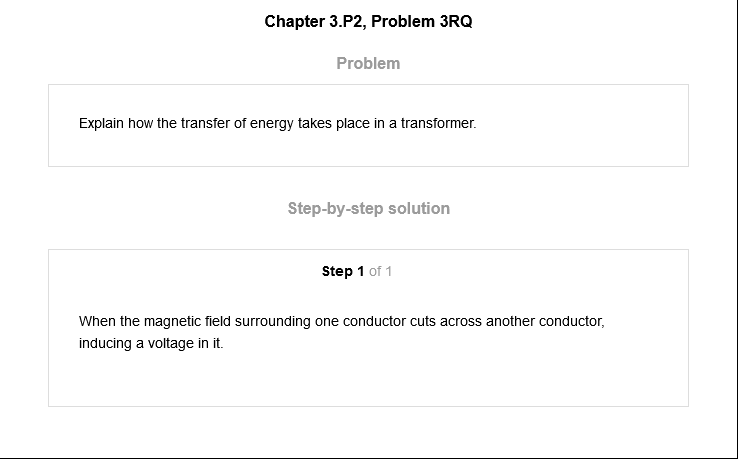 Chapter 3.P2, Problem 3RQ
Problem
Explain how the transfer of energy takes place in a transformer.
Step-by-step solution
Step 1 of 1
When the magnetic field surrounding one conductor cuts across another conductor,
inducing a voltage in it.